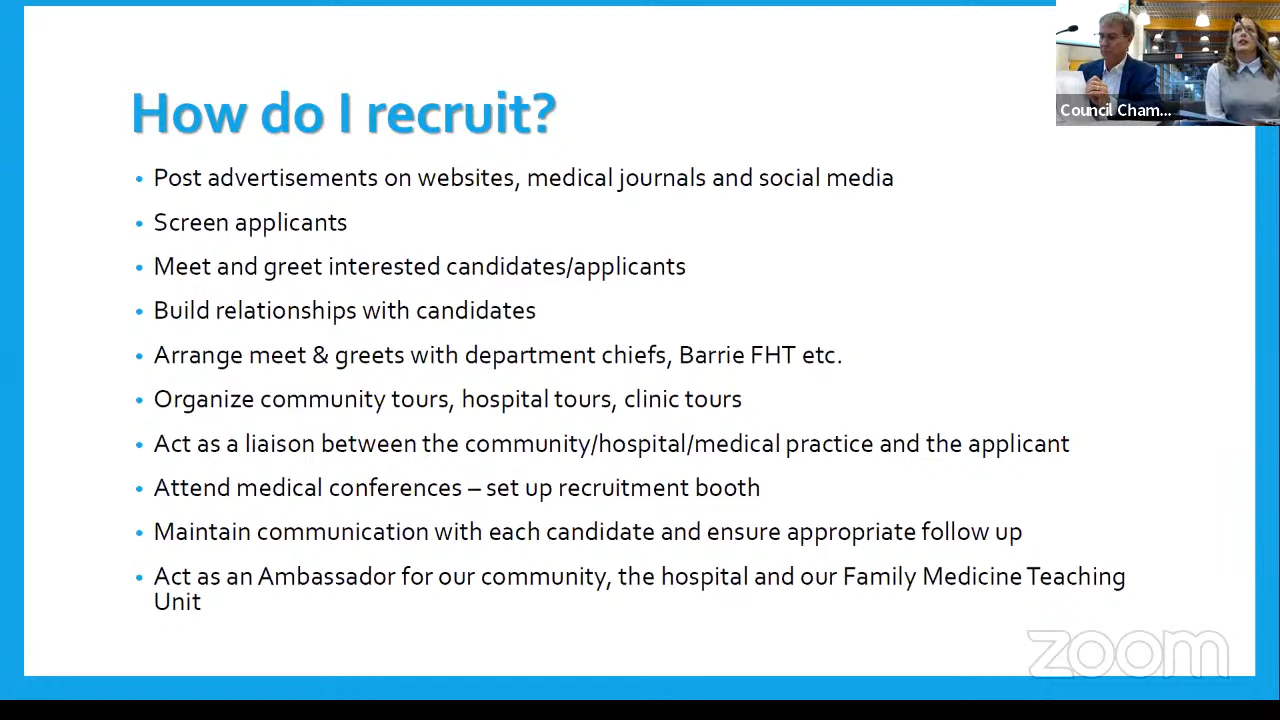 Council Cham...
How do I recruit?
• Post advertisements on websites, medical journals and social media
• Screen applicants
• Meet and greet interested candidates/applicants
• Build relationships with candidates
• Arrange meet & greets with department chiefs, Barrie FHT etc.
• Organize community tours, hospital tours, clinic tours
• Act as a liaison between the community/hospital/medical practice and the applicant
• Attend medical conferences – set up recruitment booth
• Maintain communication with each candidate and ensure appropriate follow up
• Act as an Ambassador for our community, the hospital and our Family Medicine Teaching
Unit
zoom